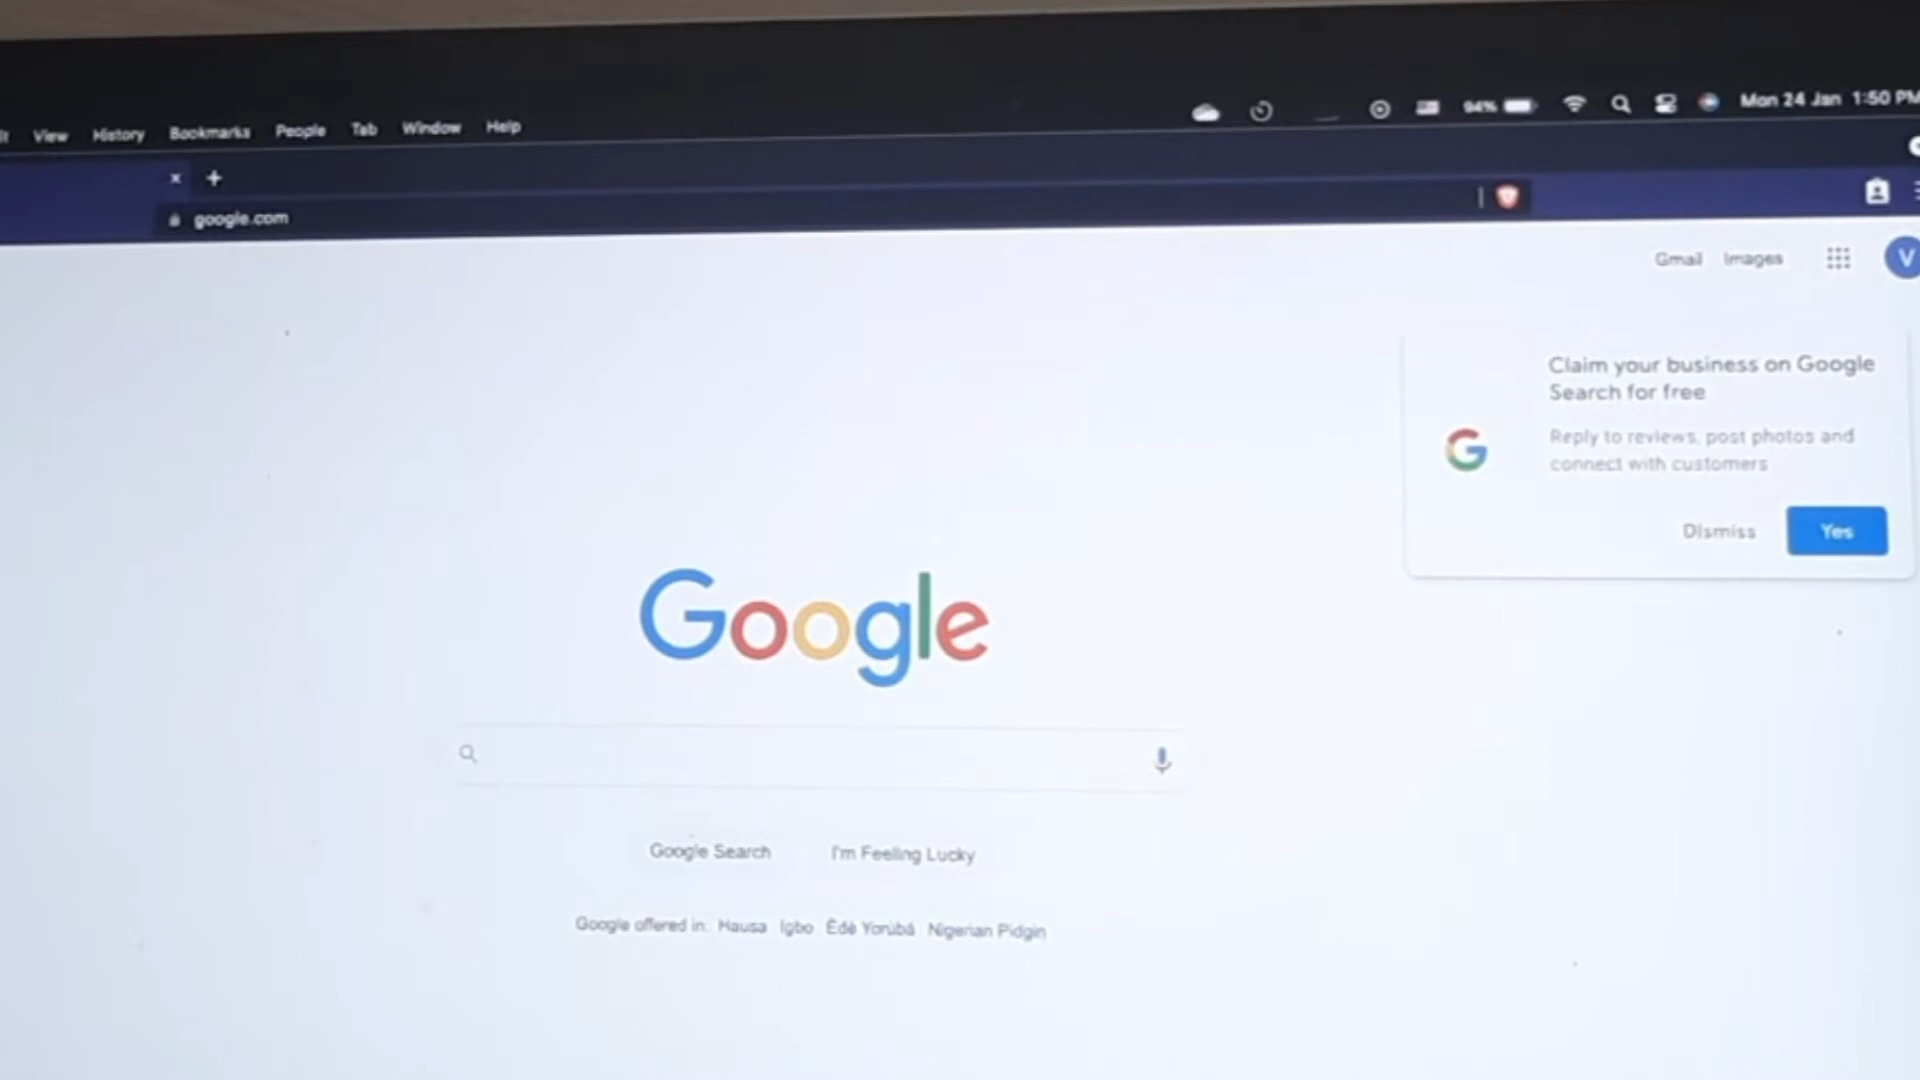 View History Bookmarks People Tab Window Help 94% Mon 24 Jan 1:50 PM
google.com
Gmail Images V
Claim your business on Google
Search for free
Reply to reviews, post photos and
connect with customers
Dismiss Yes
Google
Google Search I'm Feeling Lucky
Google offered in: Hausa Igbo Èdè Yorùbá Nigerian Pidgin